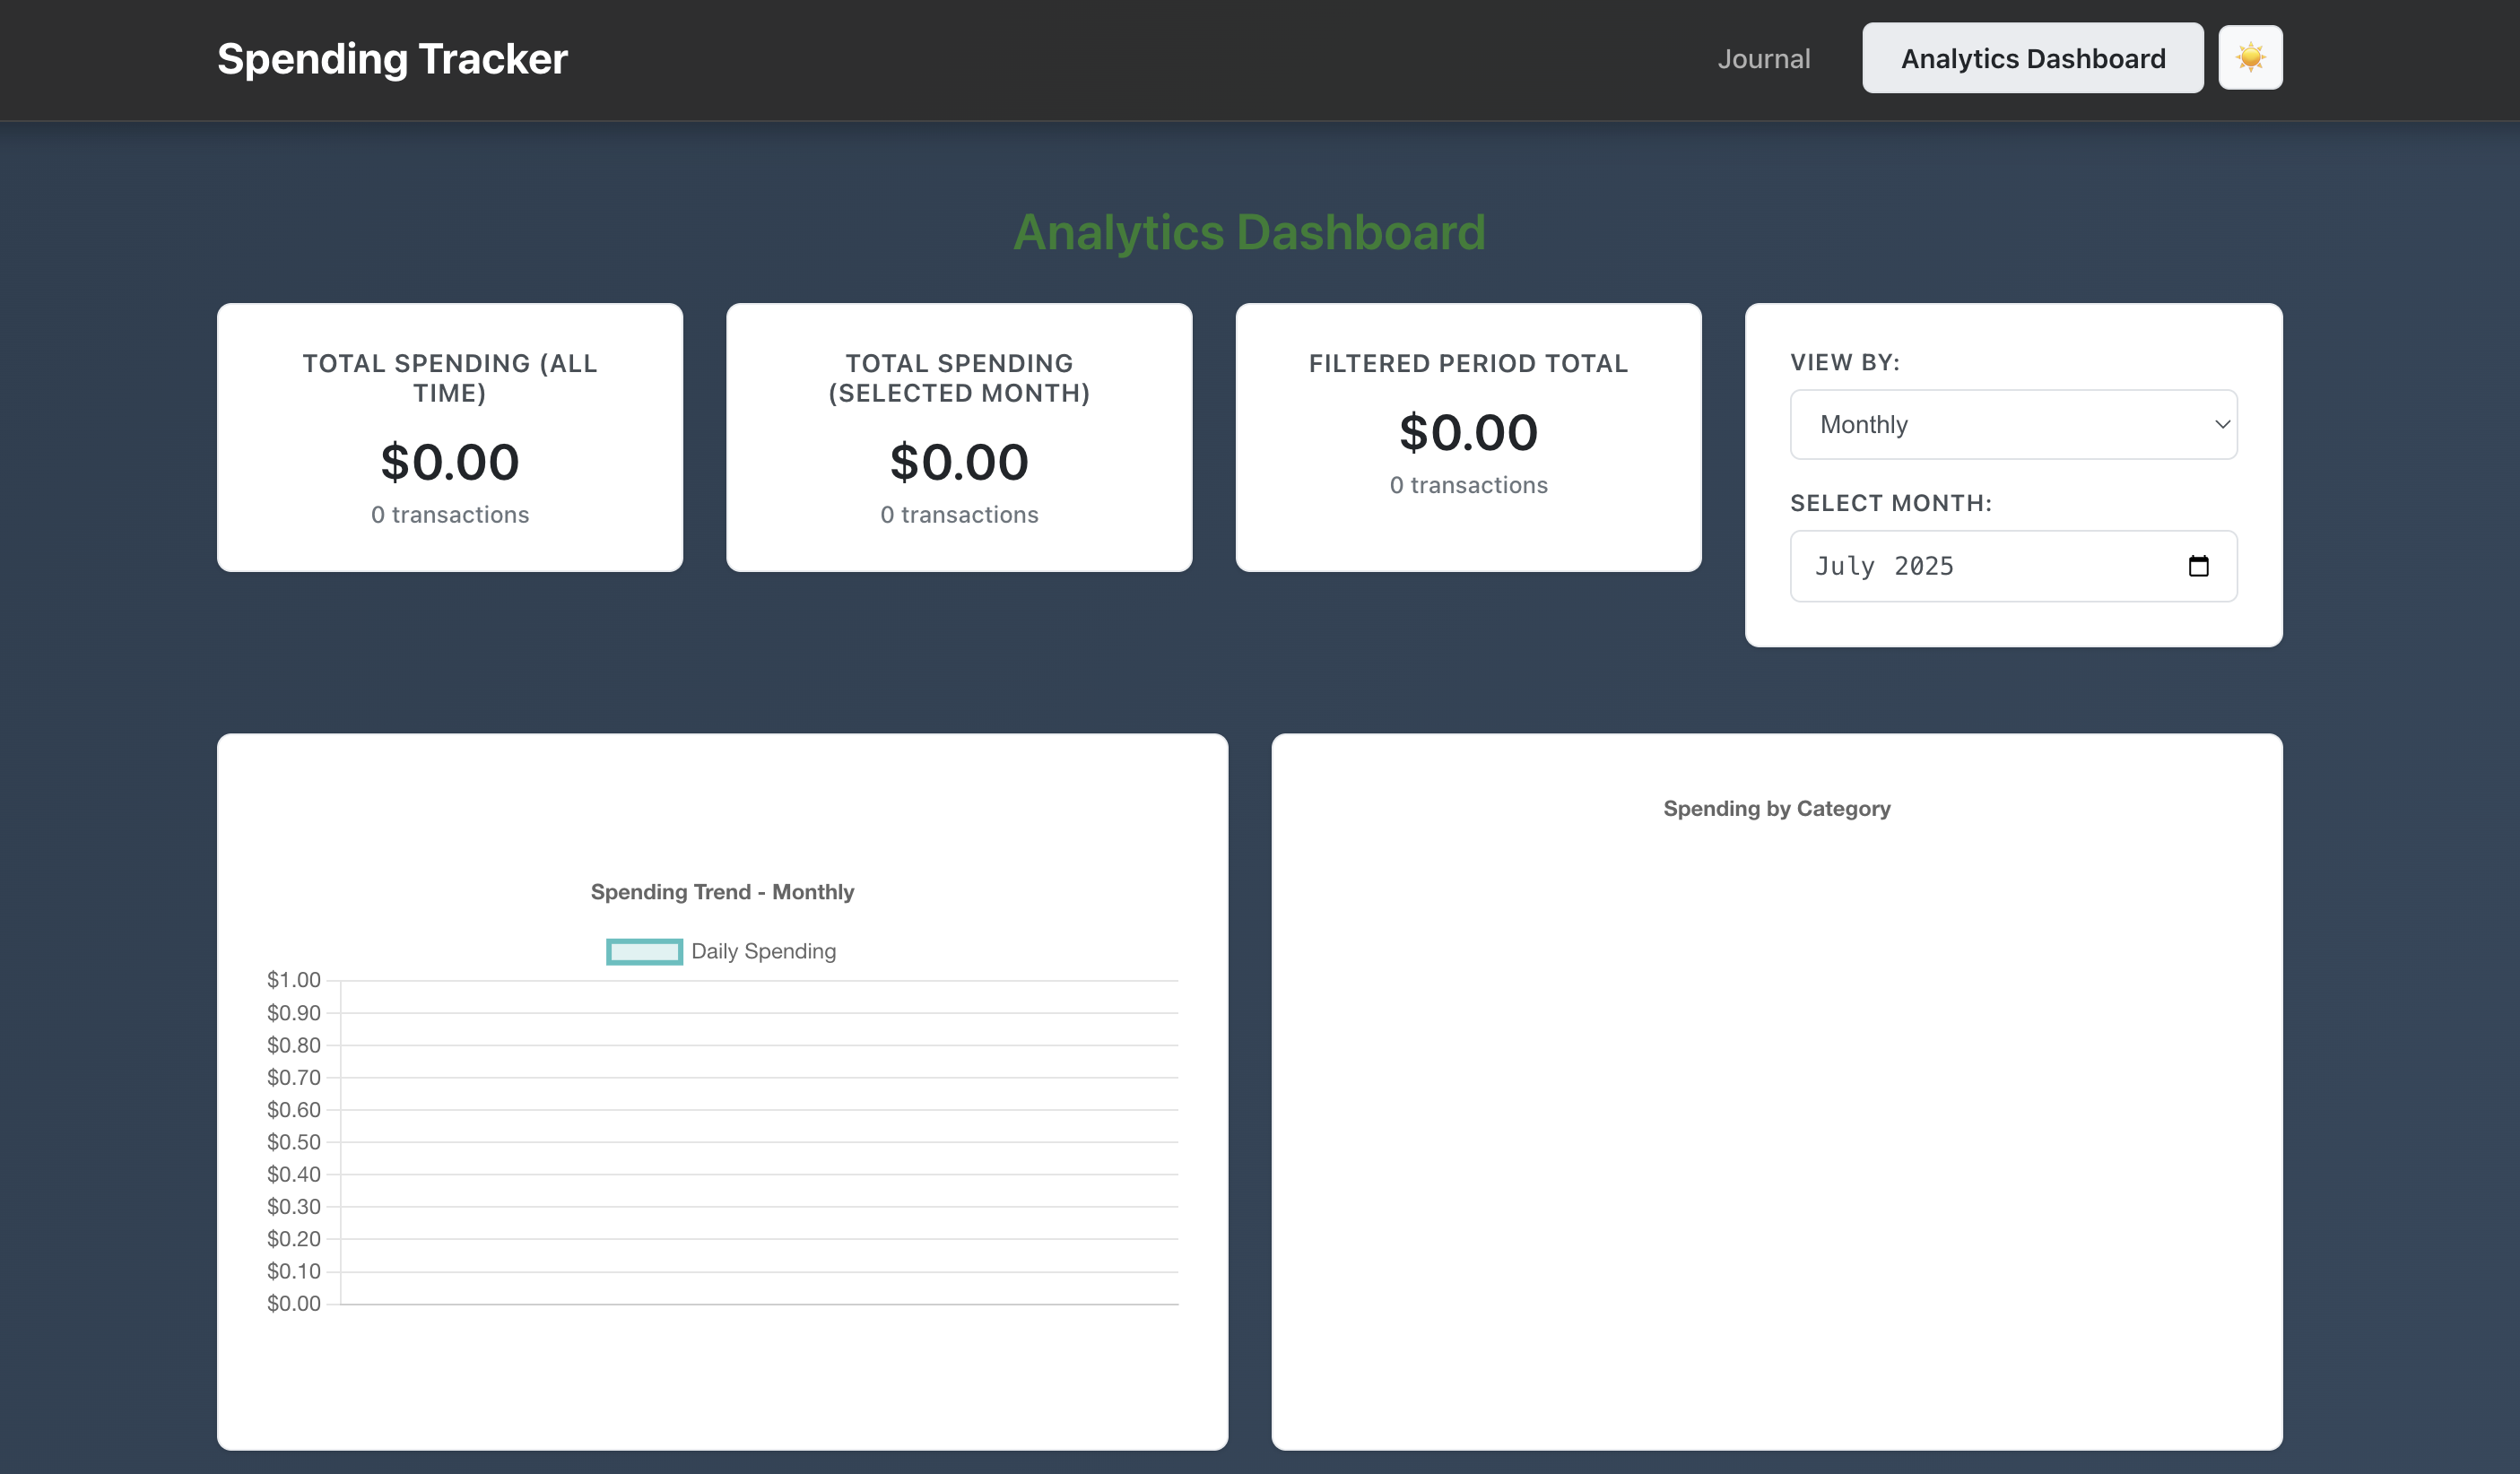 Spending Tracker
Journal
Analytics Dashboard
Analytics Dashboard
TOTAL SPENDING (ALL
TIME)
$0.00
0 transactions
TOTAL SPENDING
(SELECTED MONTH)
$0.00
0 transactions
FILTERED PERIOD TOTAL
$0.00
0 transactions
VIEW BY:
Monthly
SELECT MONTH:
July 2025
Spending Trend - Monthly
Daily Spending
$1.00
$0.90
$0.80
$0.70
$0.60
$0.50
$0.40
$0.30
$0.20
$0.10
$0.00
Spending by Category